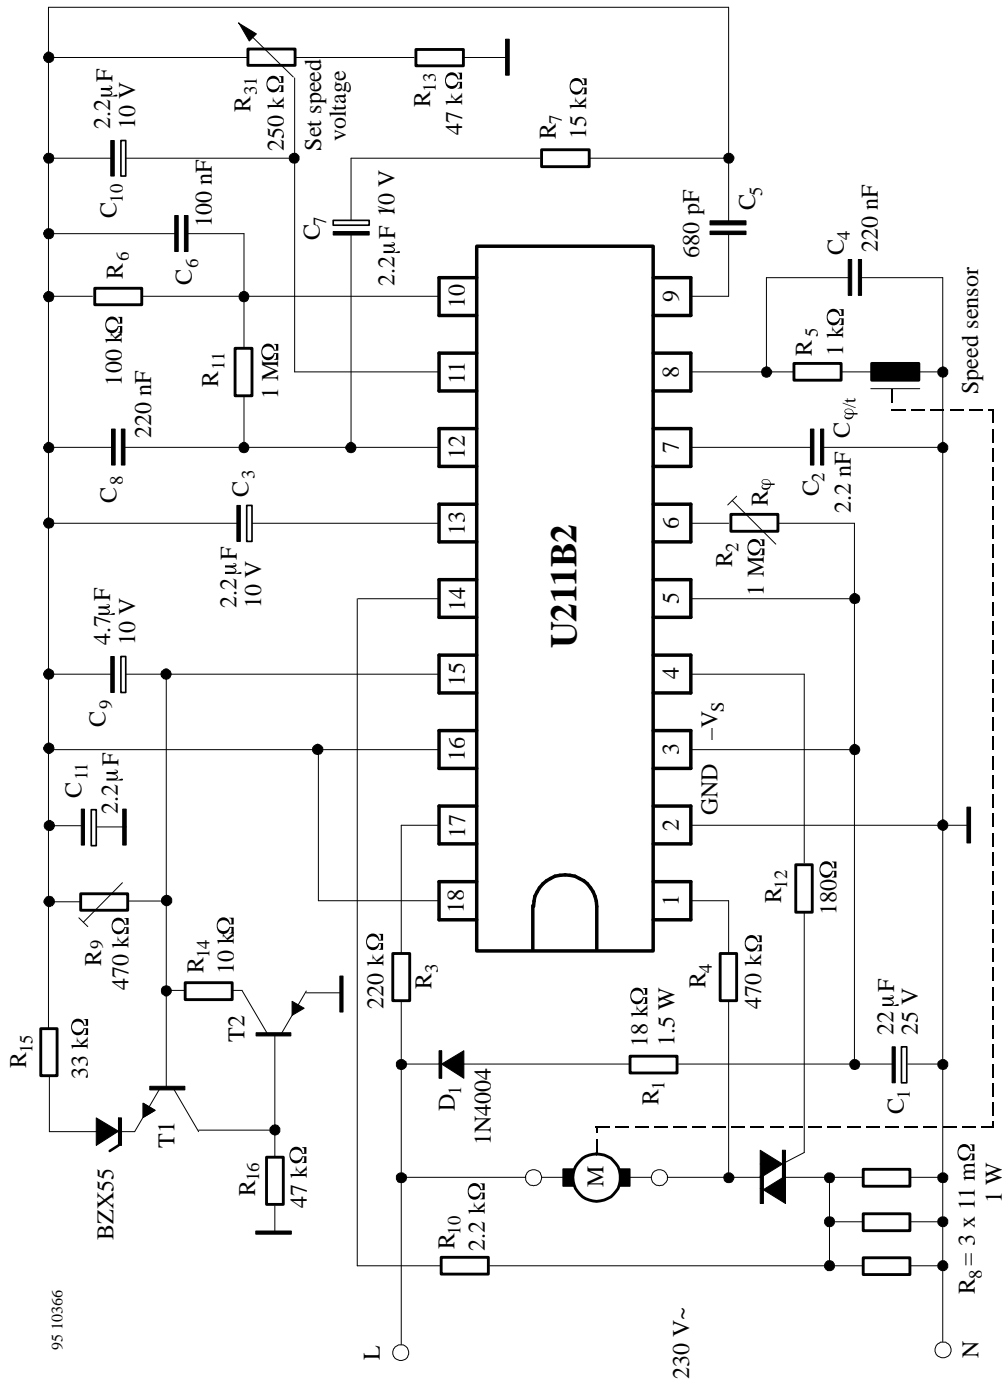 R31
250 kΩ
Set speed
voltage
R13
47 kΩ
C10
2.2µF
10 V
C6
100 nF
R7
15 kΩ
C7
2.2µF 10 V
R6
100 kΩ
C5
680 pF
R11
1 MΩ
C8
220 nF
C4
220 nF
R5
1 kΩ
Speed sensor
C3
2.2µF
10 V
10
11
12
13
14
15
16
17
18
U211B2
9
8
7
6
5
4
3
2
1
C2
2.2 nF
Cφ/t
R2
1 MΩ
Rφ
C9
4.7µF
10 V
–VS
GND
C11
2.2µF
R12
180Ω
R9
470 kΩ
R14
10 kΩ
T2
220 kΩ
R3
R4
470 kΩ
R15
33 kΩ
T1
BZX55
R16
47 kΩ
D1
1N4004
18 kΩ
1.5 W
R1
C1
22 µF
25 V
M
R10
2.2 kΩ
R8 = 3 x 11 mΩ
1 W
95 10366
L
230 V~
N